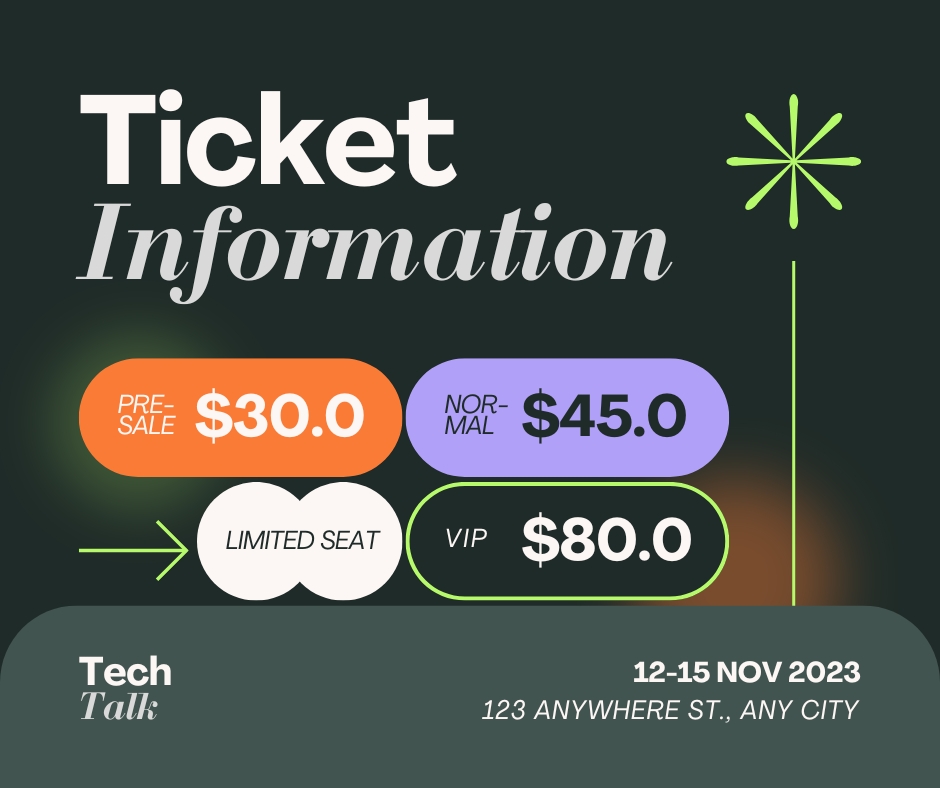 Ticket
Information
PRE-
SALE
$30.0
NOR-
MAL
$45.0
LIMITED SEAT
VIP
$80.0
Tech
Talk
12-15 NOV 2023
123 ANYWHERE ST., ANY CITY